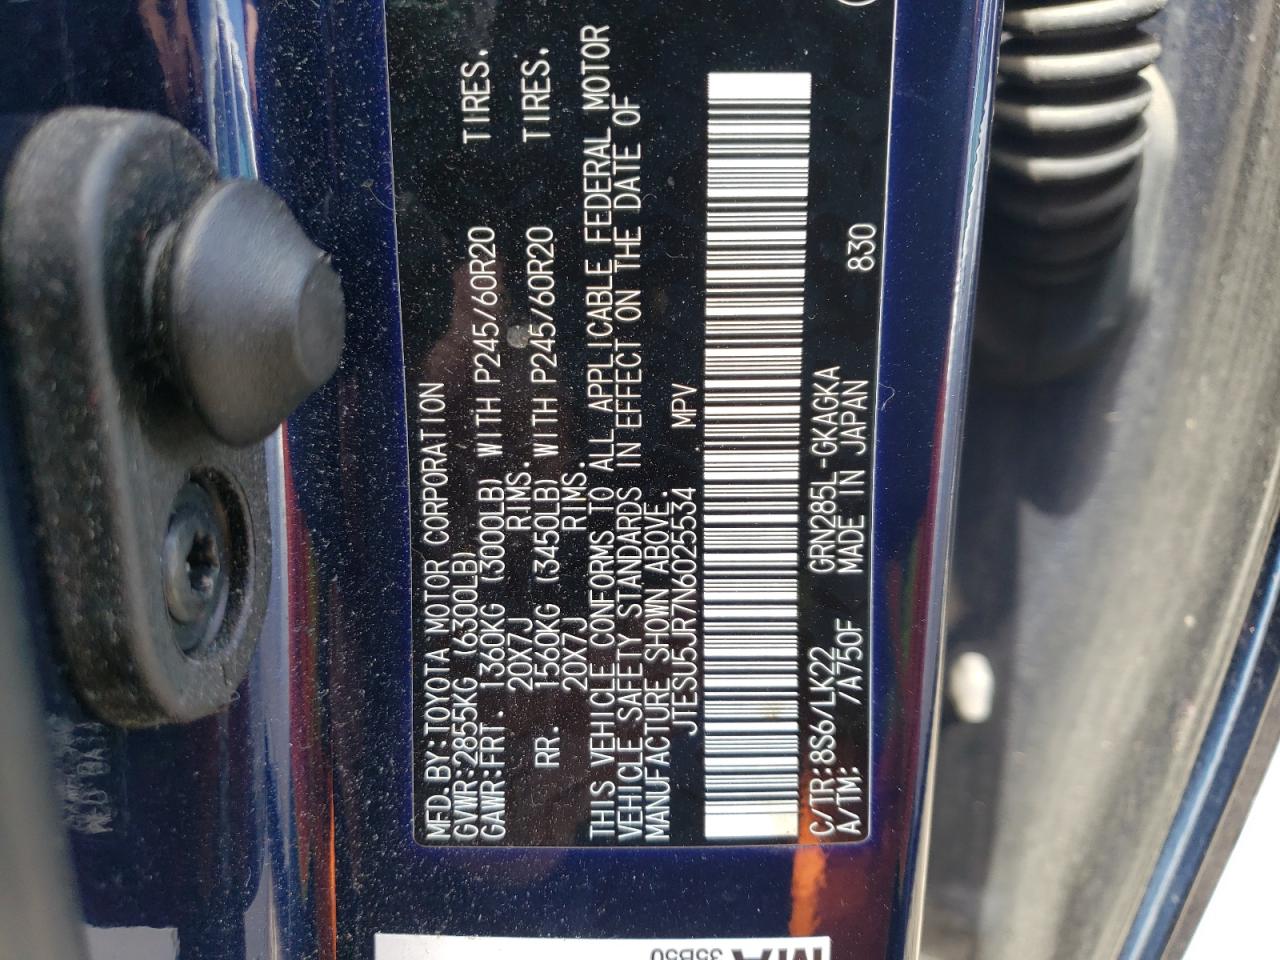 MFD.BY:TOYOTA MOTOR CORPORATION
GVWR:2855KG (6300LB)
GAWR:FRT. 1360KG (3000LB) WITH P245/60R20 TIRES.
20X7J RIMS.
RR. 1560KG (3450LB) WITH P245/60R20 TIRES.
20X7J RIMS.
THIS VEHICLE CONFORMS TO ALL APPLICABLE FEDERAL MOTOR
VEHICLE SAFETY STANDARDS IN EFFECT ON THE DATE OF
MANUFACTURE SHOWN ABOVE.
JTESU5JR7N6025534 MPV
C/TR:8S6/LK22 GRN285L-GKAGKA
A/TM: /A750F MADE IN JAPAN 830
35B50